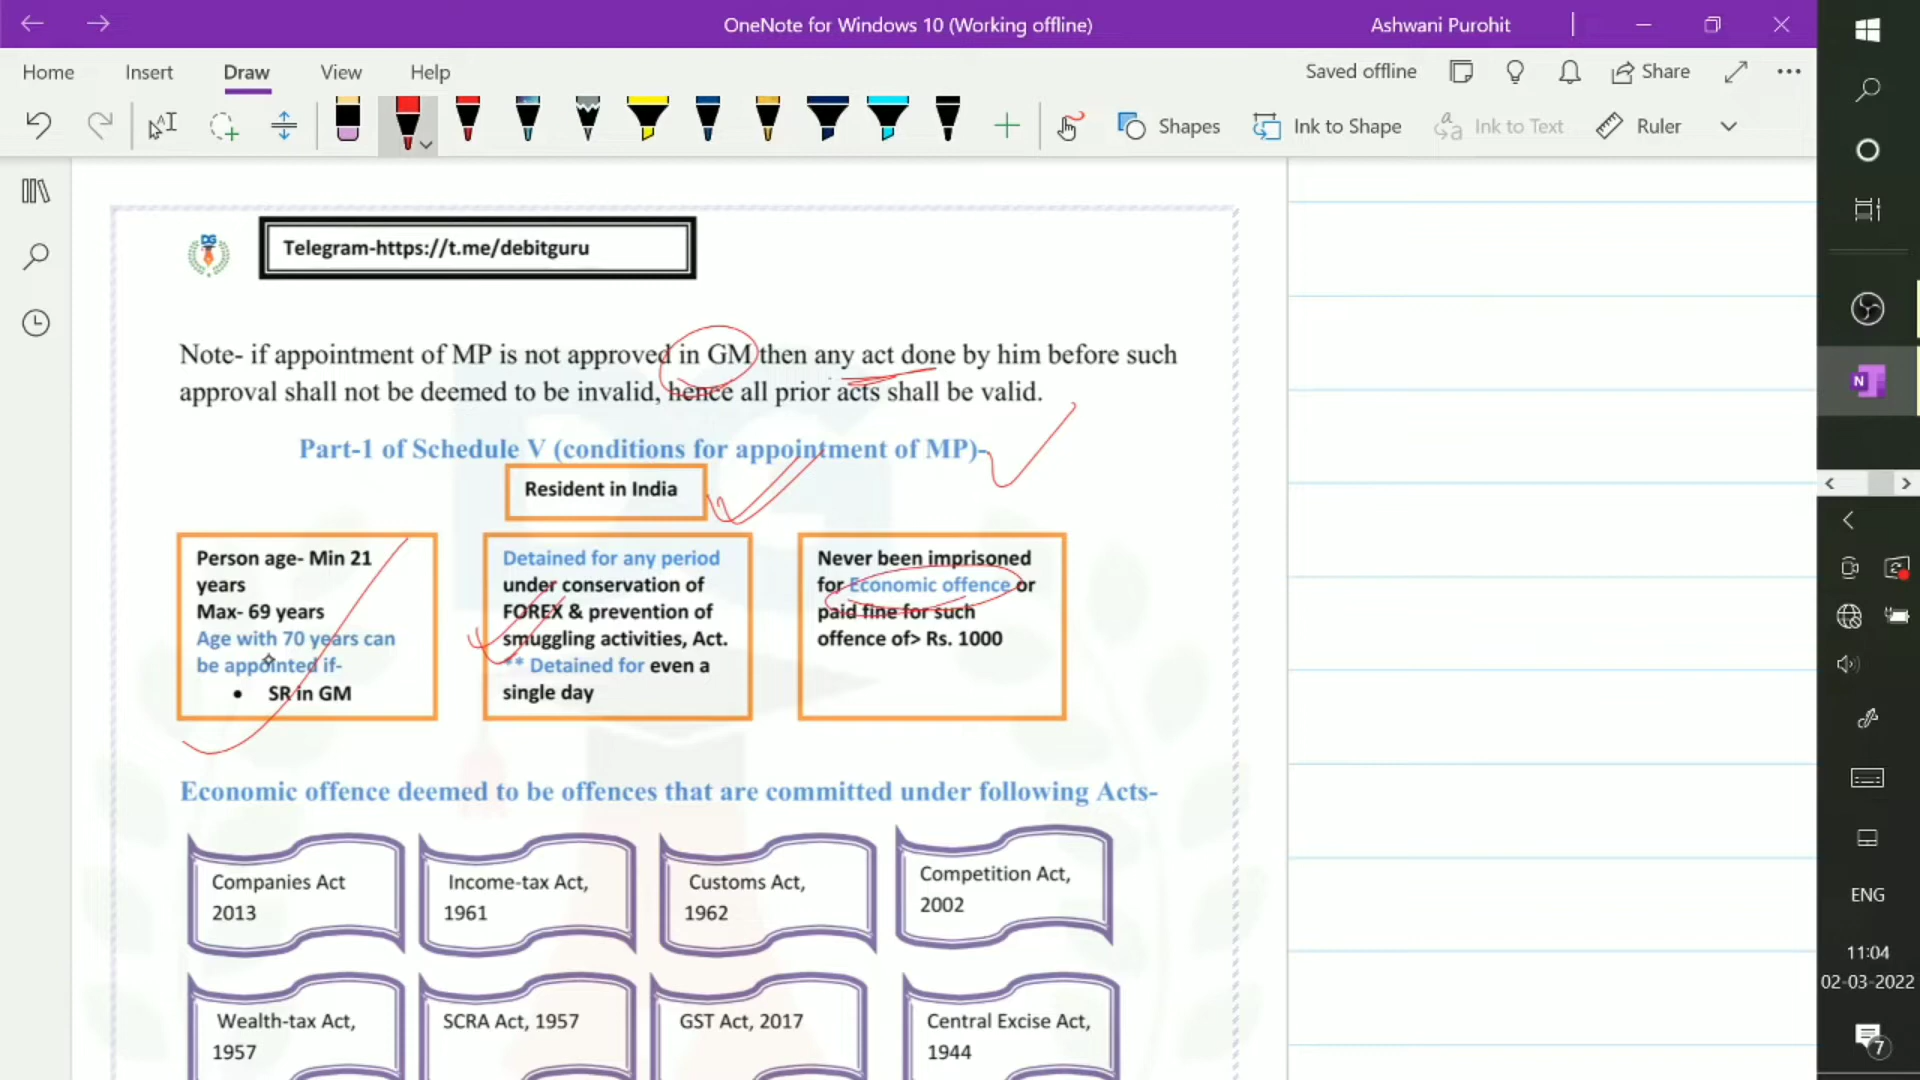 OneNote for Windows 10 (Working offline)
Ashwani Purohit
Home Insert Draw View Help
Saved offline
Share
Shapes
Ink to Shape
Ink to Text
Ruler
DG
Telegram-https://t.me/debitguru
Note- if appointment of MP is not approved in GM then any act done by him before such
approval shall not be deemed to be invalid, hence all prior acts shall be valid.
Part-1 of Schedule V (conditions for appointment of MP)-
Resident in India
Person age- Min 21
years
Max- 69 years
Age with 70 years can
be appointed if-
• SR in GM
Detained for any period
under conservation of
FOREX & prevention of
smuggling activities, Act.
** Detained for even a
single day
Never been imprisoned
for Economic offence or
paid fine for such
offence of> Rs. 1000
Economic offence deemed to be offences that are committed under following Acts-
Companies Act
2013
Income-tax Act,
1961
Customs Act,
1962
Competition Act,
2002
Wealth-tax Act,
1957
SCRA Act, 1957
GST Act, 2017
Central Excise Act,
1944
N
ENG
11:04
02-03-2022
7